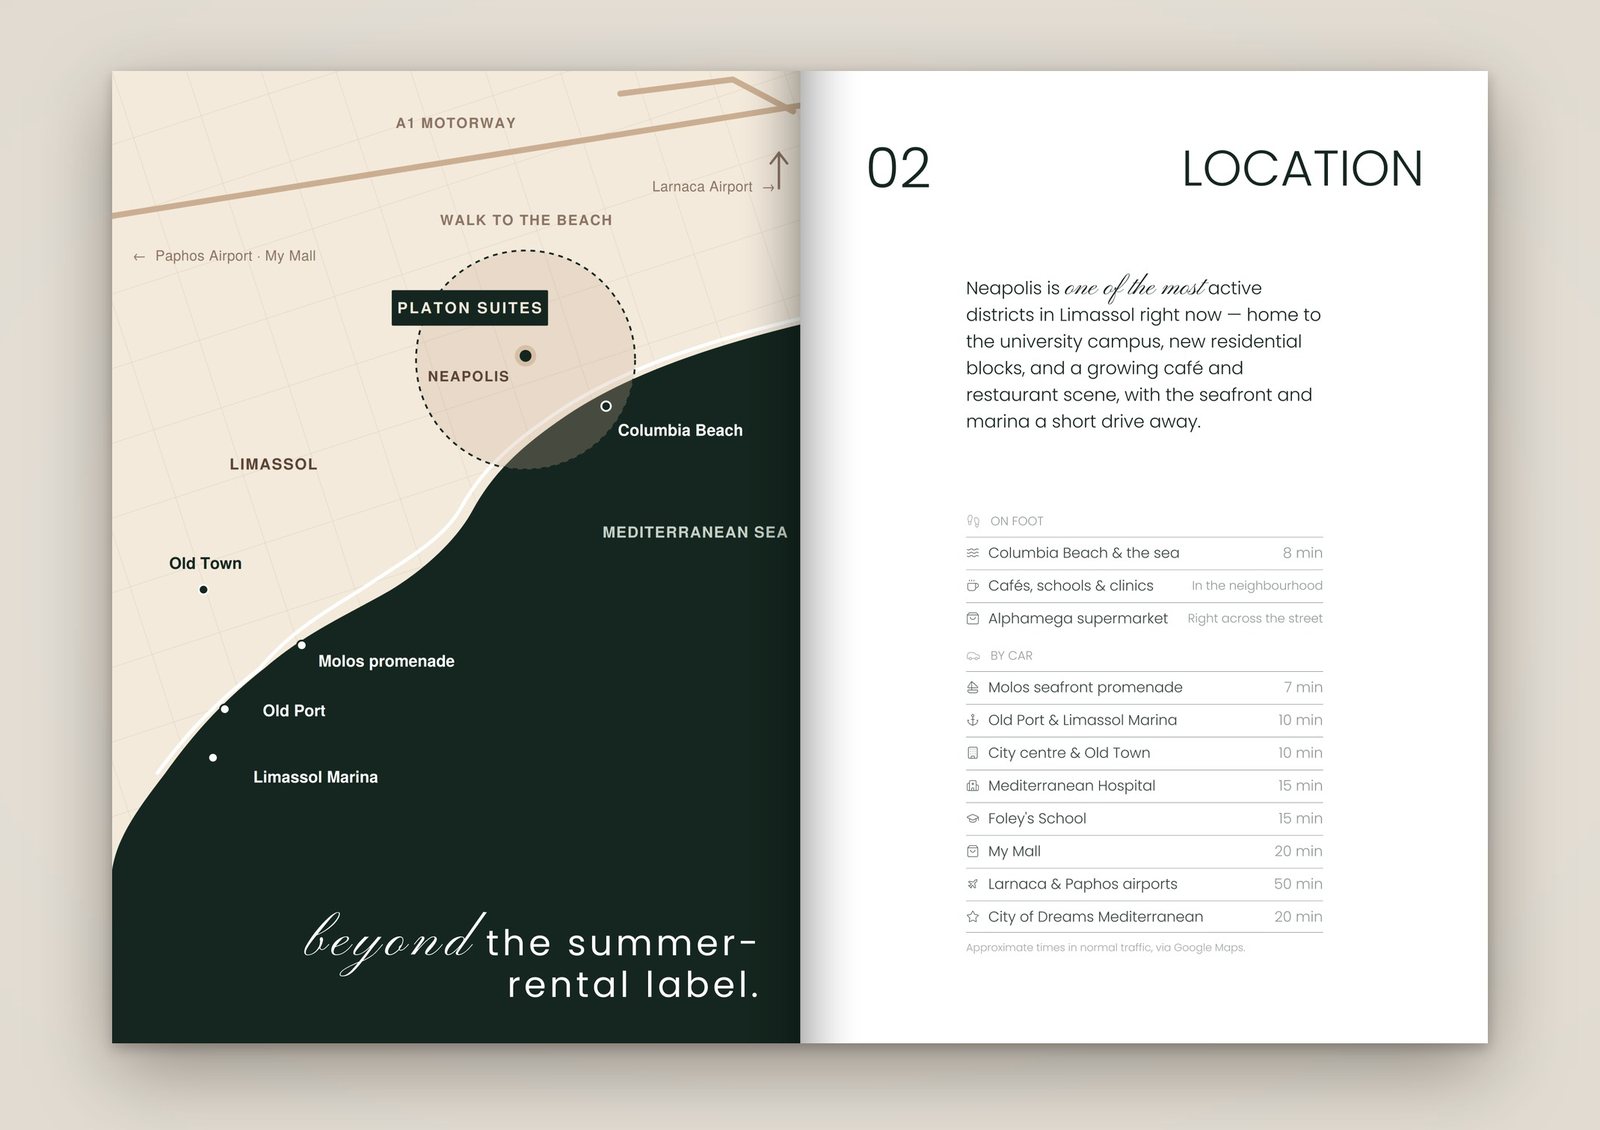 A1 MOTORWAY
Larnaca Airport →
WALK TO THE BEACH
← Paphos Airport · My Mall
PLATON SUITES
NEAPOLIS
Columbia Beach
LIMASSOL
MEDITERRANEAN SEA
Old Town
Molos promenade
Old Port
Limassol Marina
beyond the summer-
rental label.
02 LOCATION
Neapolis is one of the most active
districts in Limassol right now — home to
the university campus, new residential
blocks, and a growing café and
restaurant scene, with the seafront and
marina a short drive away.
ON FOOT
Columbia Beach & the sea 8 min
Cafés, schools & clinics In the neighbourhood
Alphamega supermarket Right across the street
BY CAR
Molos seafront promenade 7 min
Old Port & Limassol Marina 10 min
City centre & Old Town 10 min
Mediterranean Hospital 15 min
Foley's School 15 min
My Mall 20 min
Larnaca & Paphos airports 50 min
City of Dreams Mediterranean 20 min
Approximate times in normal traffic, via Google Maps.